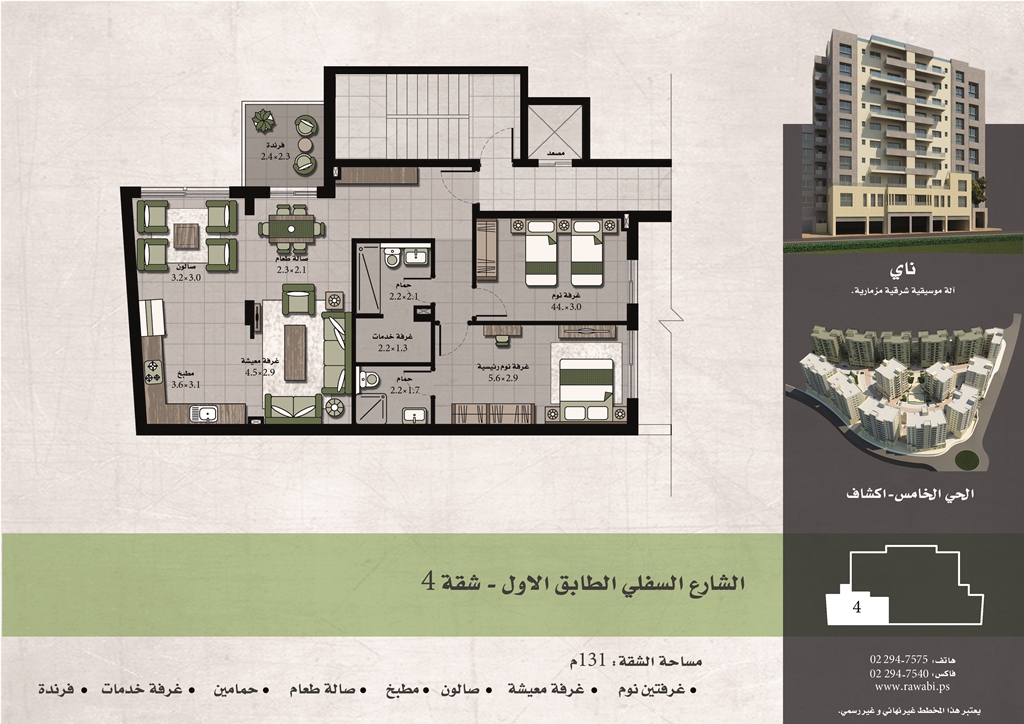 فرندة
2.4×2.3
مصعد
صالون
3.2×3.0
صالة طعام
2.3×2.1
حمام
2.2×2.1
غرفة نوم
44.×3.0
غرفة خدمات
2.2×1.3
غرفة معيشة
4.5×2.9
مطبخ
3.6×3.1
حمام
2.2×1.7
غرفة نوم رئيسية
5.6×2.9
ناي
آلة موسيقية شرقية مزمارية.
الحي الخامس-اكشاف
الشارع السفلي الطابق الاول - شقة 4
4
مساحة الشقة: 131م
• غرفتين نوم • غرفة معيشة • صالون • مطبخ • صالة طعام • حمامين • غرفة خدمات • فرندة
هاتف: 02 294-7575
فاكس: 02 294-7540
www.rawabi.ps
يعتبر هذا المخطط غير نهائي و غير رسمي.